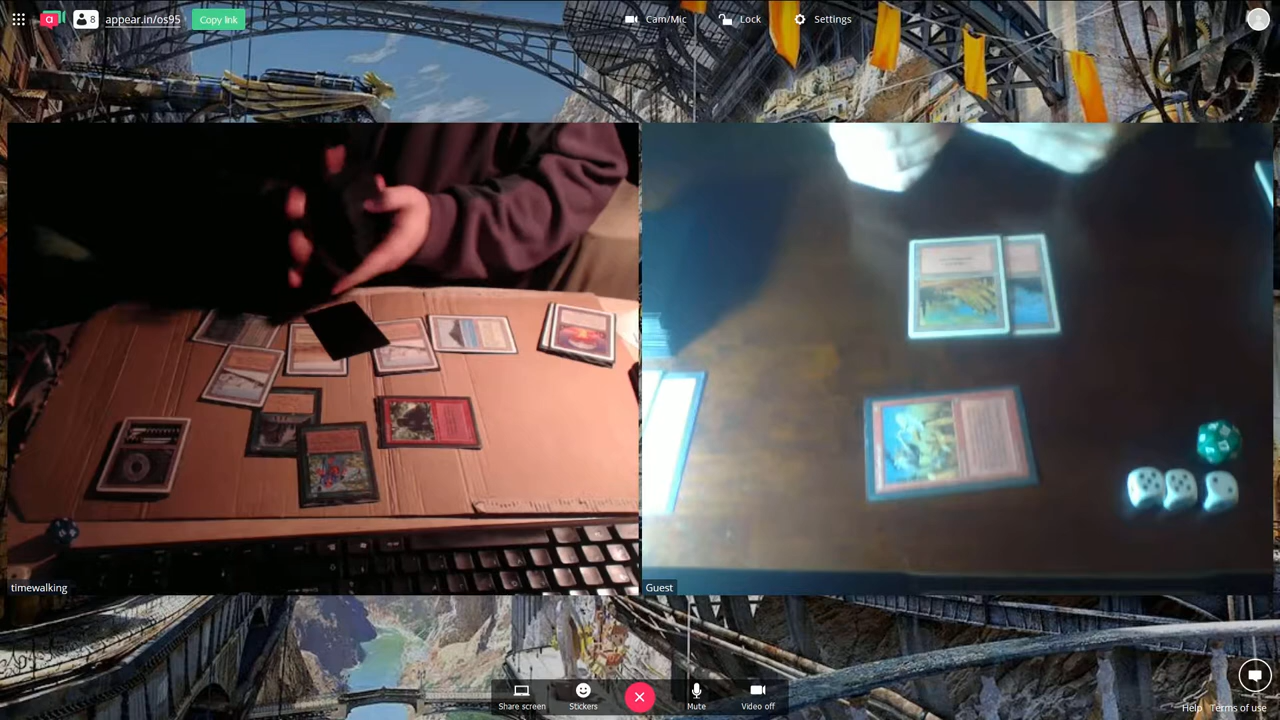 8
appear.in/os95
Copy link
Cam/Mic
Lock
Settings
timewalking
Guest
Share screen
Stickers
Mute
Video off
Help
Terms of use